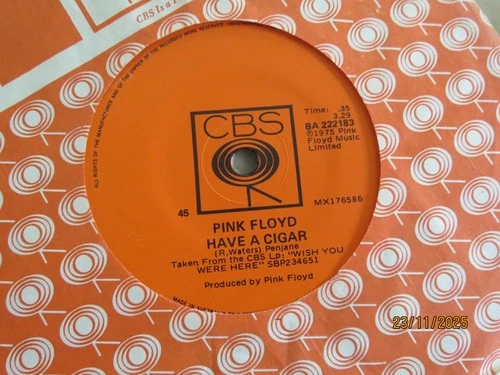 CBS Is a
ALL RIGHTS OF THE MANUFACTURER AND OF THE OWNER OF THE RECORDED WORK RESERVED.
CBS
Time: .35
3.29
BA 222183
℗1975 Pink
Floyd Music
Limited
45
MX176586
PINK FLOYD
HAVE A CIGAR
(R.Waters) Penjane
Taken From the CBS LP: "WISH YOU
WERE HERE" SBP234651
Produced by Pink Floyd
MADE IN
23/11/2025